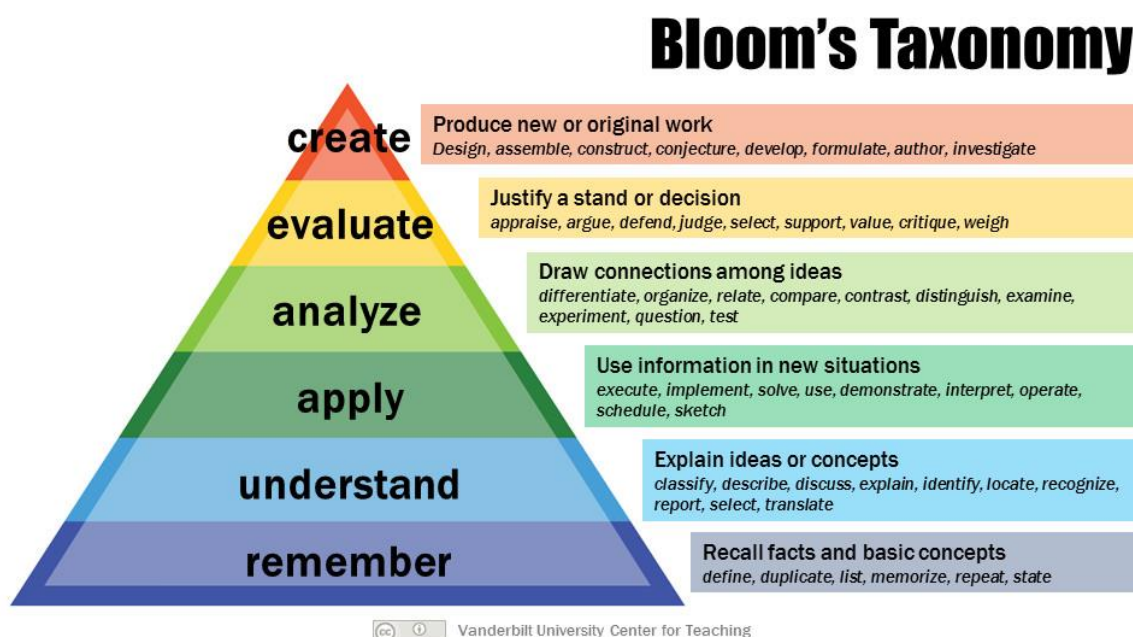 Bloom's Taxonomy
create
Produce new or original work
Design, assemble, construct, conjecture, develop, formulate, author, investigate
evaluate
Justify a stand or decision
appraise, argue, defend, judge, select, support, value, critique, weigh
analyze
Draw connections among ideas
differentiate, organize, relate, compare, contrast, distinguish, examine,
experiment, question, test
apply
Use information in new situations
execute, implement, solve, use, demonstrate, interpret, operate,
schedule, sketch
understand
Explain ideas or concepts
classify, describe, discuss, explain, identify, locate, recognize,
report, select, translate
remember
Recall facts and basic concepts
define, duplicate, list, memorize, repeat, state
cc
Vanderbilt University Center for Teaching